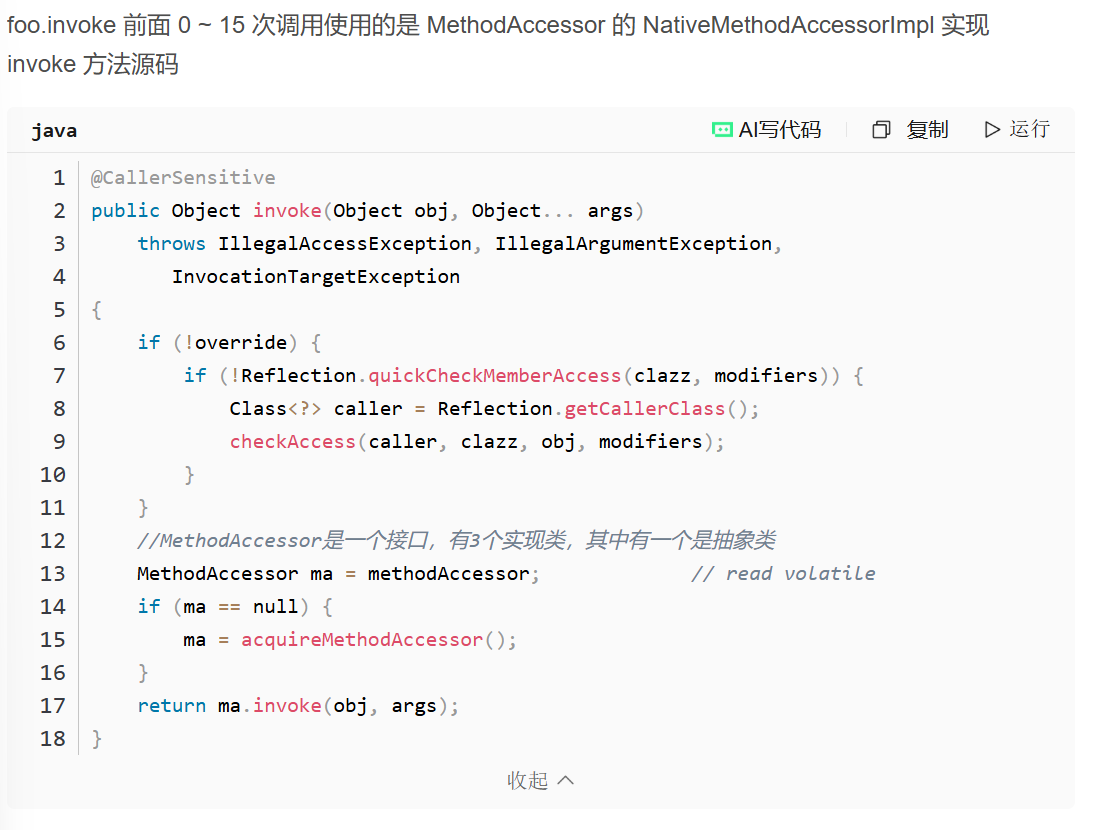 foo.invoke 前面 0 ~ 15 次调用使用的是 MethodAccessor 的 NativeMethodAccessorImpl 实现
invoke 方法源码
java
AI写代码
复制
运行
1 @CallerSensitive
2 public Object invoke(Object obj, Object... args)
3     throws IllegalAccessException, IllegalArgumentException,
4        InvocationTargetException
5 {
6     if (!override) {
7         if (!Reflection.quickCheckMemberAccess(clazz, modifiers)) {
8             Class<?> caller = Reflection.getCallerClass();
9             checkAccess(caller, clazz, obj, modifiers);
10         }
11     }
12     //MethodAccessor是一个接口，有3个实现类，其中有一个是抽象类
13     MethodAccessor ma = methodAccessor;             // read volatile
14     if (ma == null) {
15         ma = acquireMethodAccessor();
16     }
17     return ma.invoke(obj, args);
18 }
收起